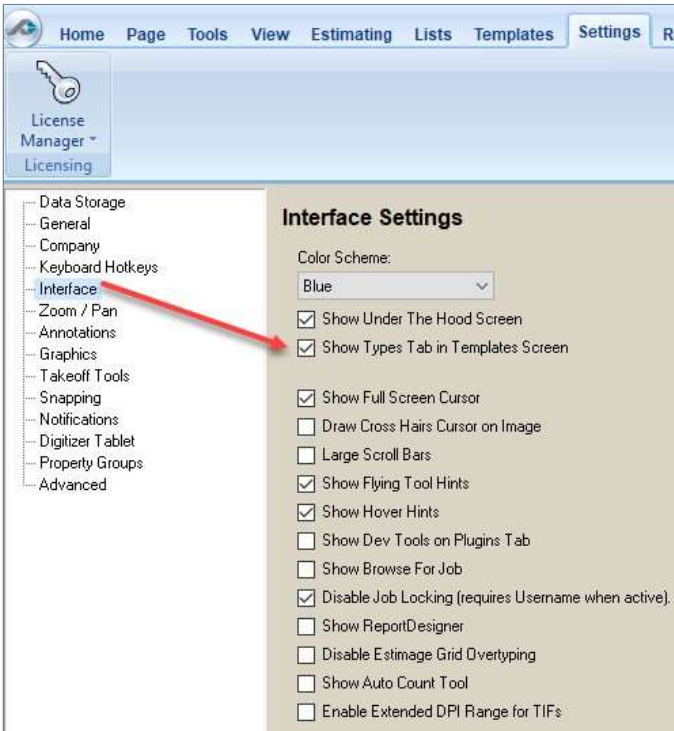 Home Page Tools View Estimating Lists Templates Settings R
License
Manager
Licensing
Data Storage
General
Company
Keyboard Hotkeys
Interface
Zoom / Pan
Annotations
Graphics
Takeoff Tools
Snapping
Notifications
Digitizer Tablet
Property Groups
Advanced
Interface Settings
Color Scheme:
Blue
Show Under The Hood Screen
Show Types Tab in Templates Screen
Show Full Screen Cursor
Draw Cross Hairs Cursor on Image
Large Scroll Bars
Show Flying Tool Hints
Show Hover Hints
Show Dev Tools on Plugins Tab
Show Browse For Job
Disable Job Locking (requires Username when active).
Show ReportDesigner
Disable Estimage Grid Overtyping
Show Auto Count Tool
Enable Extended DPI Range for TIFs